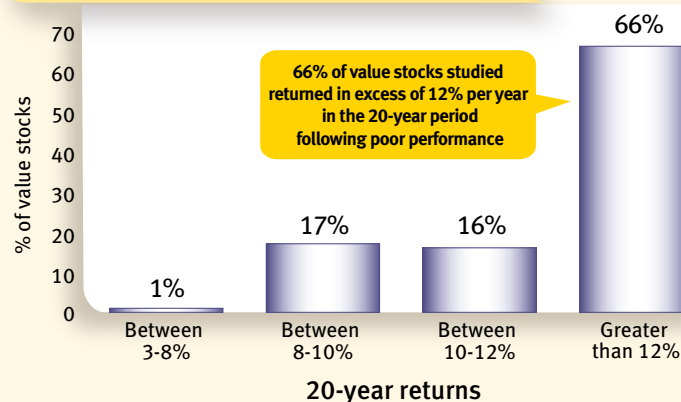 70
60
50
40
30
20
10
0
% of value stocks
66% of value stocks studied
returned in excess of 12% per year
in the 20-year period
following poor performance
1%
17%
16%
66%
Between
3-8%
Between
8-10%
Between
10-12%
Greater
than 12%
20-year returns